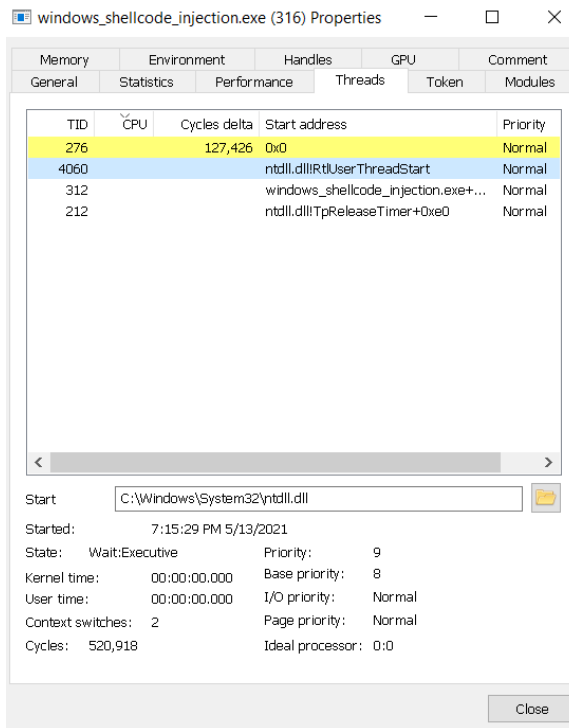 windows_shellcode_injection.exe (316) Properties
Memory Environment Handles GPU Comment
General Statistics Performance Threads Token Modules
TID CPU Cycles delta Start address Priority
276 127,426 0x0 Normal
4060 ntdll.dll!RtlUserThreadStart Normal
312 windows_shellcode_injection.exe+... Normal
212 ntdll.dll!TpReleaseTimer+0xe0 Normal
Start C:\Windows\System32\ntdll.dll
Started: 7:15:29 PM 5/13/2021
State: Wait:Executive Priority: 9
Kernel time: 00:00:00.000 Base priority: 8
User time: 00:00:00.000 I/O priority: Normal
Context switches: 2 Page priority: Normal
Cycles: 520,918 Ideal processor: 0:0
Close